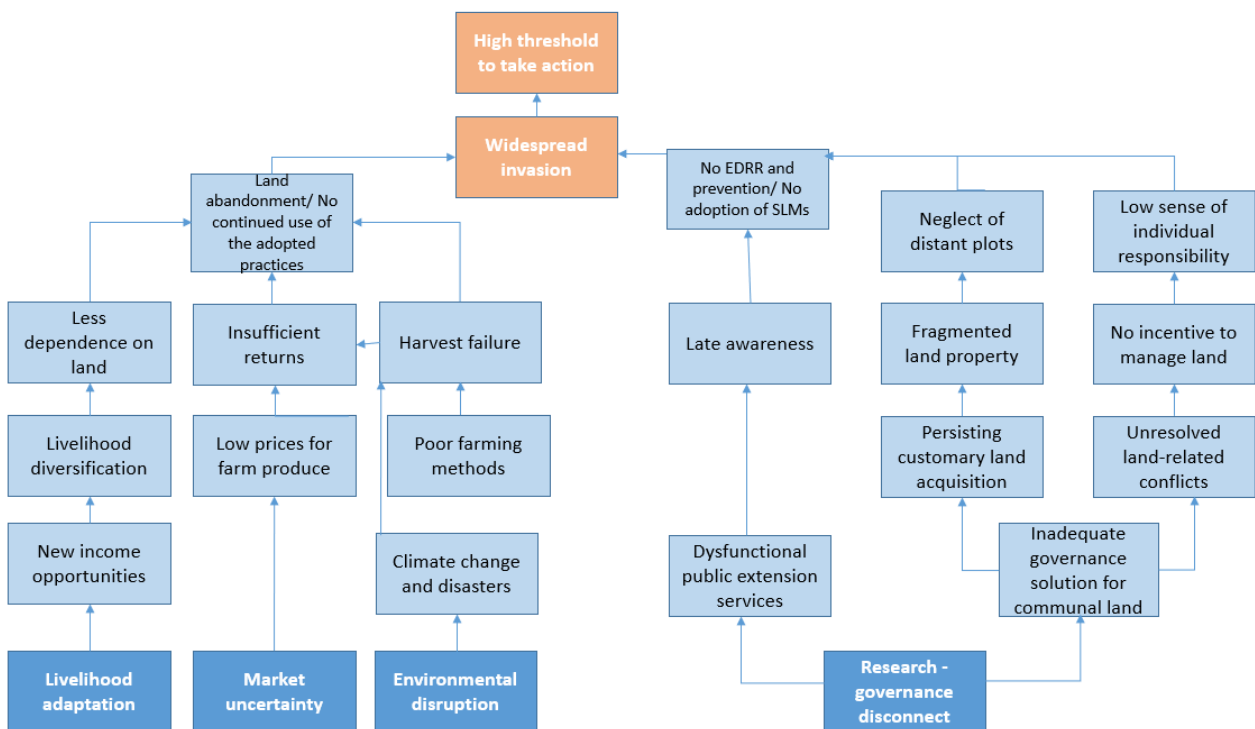 High threshold
to take action
Widespread
invasion
Land
abandonment/ No
continued use of
the adopted
practices
No EDRR and
prevention/ No
adoption of SLMs
Neglect of
distant plots
Low sense of
individual
responsibility
Less
dependence on
land
Insufficient
returns
Harvest failure
Late awareness
Fragmented
land property
No incentive to
manage land
Livelihood
diversification
Low prices for
farm produce
Poor farming
methods
Persisting
customary land
acquisition
Unresolved
land-related
conflicts
New income
opportunities
Climate change
and disasters
Dysfunctional
public extension
services
Inadequate
governance
solution for
communal land
Livelihood
adaptation
Market
uncertainty
Environmental
disruption
Research -
governance
disconnect